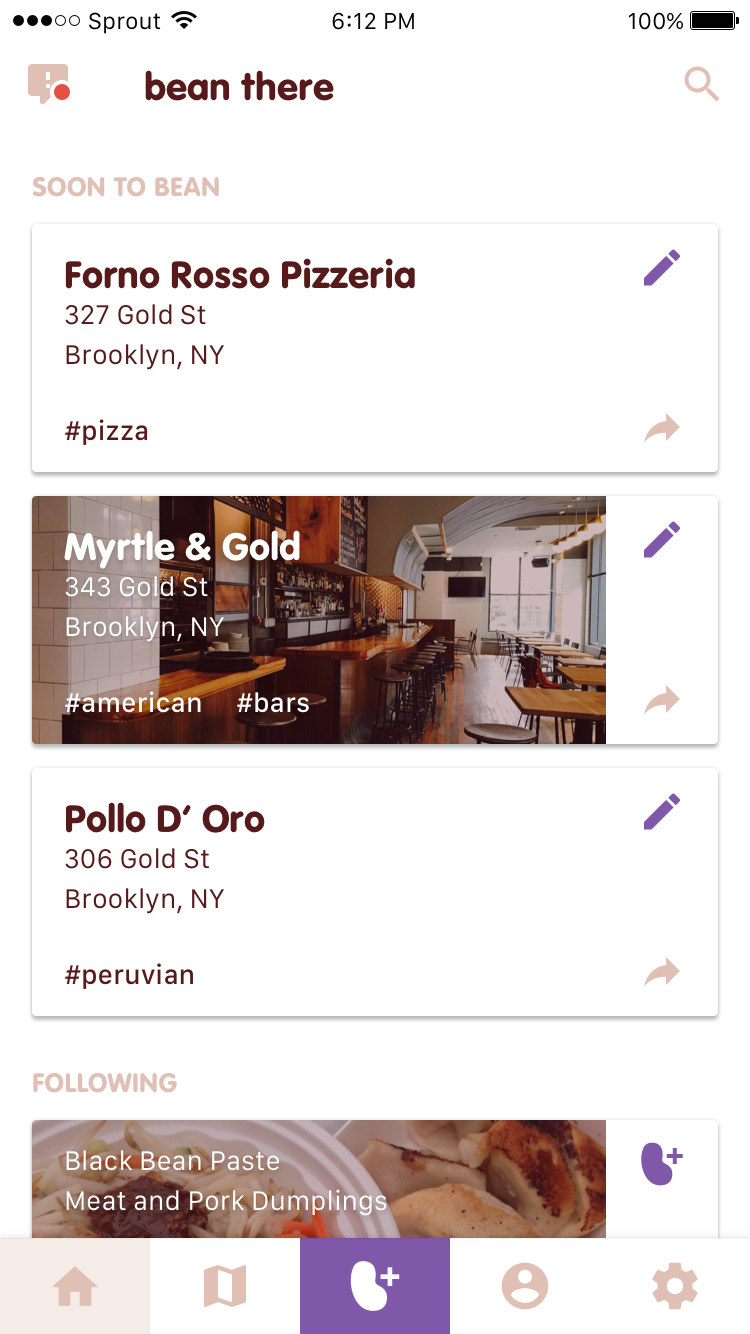 Sprout 6:12 PM 100%
bean there
SOON TO BEAN
Forno Rosso Pizzeria
327 Gold St
Brooklyn, NY
#pizza
Myrtle & Gold
343 Gold St
Brooklyn, NY
#american #bars
Pollo D' Oro
306 Gold St
Brooklyn, NY
#peruvian
FOLLOWING
Black Bean Paste
Meat and Pork Dumplings